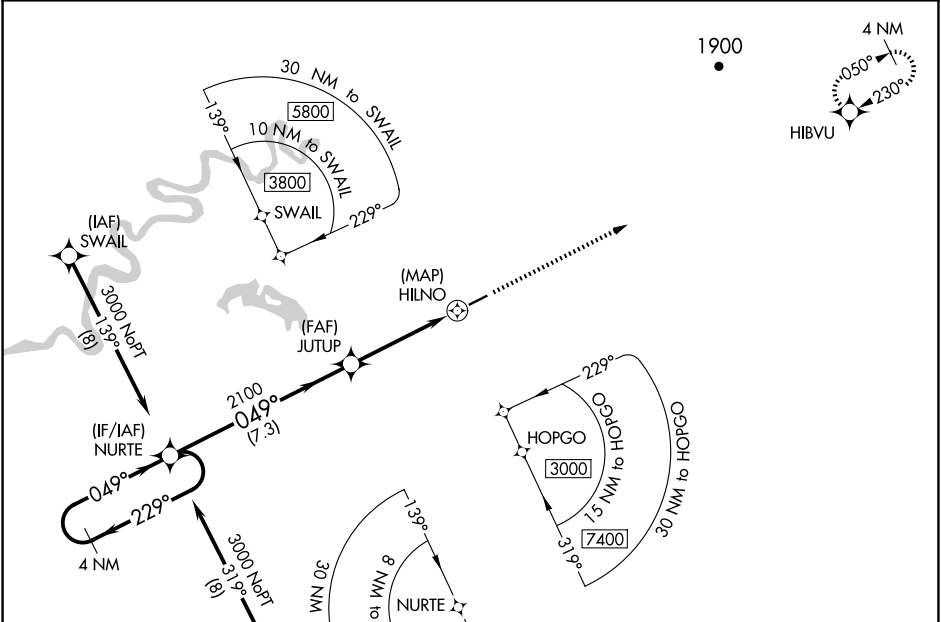 4 NM
1900
050°
230°
HIBVU
30 NM to SWAIL
5800
139°
10 NM to SWAIL
3800
SWAIL
229°
(IAF)
SWAIL
3000 NoPT
139°
(8)
(MAP)
HILNO
(FAF)
JUTUP
2100
049°
(7.3)
(IF/IAF)
NURTE
049°
229°
4 NM
3000 NoPT
319°
(8)
229°
HOPGO
3000
15 NM to HOPGO
30 NM to HOPGO
319°
7400
139°
30 NM
8 NM to
NURTE